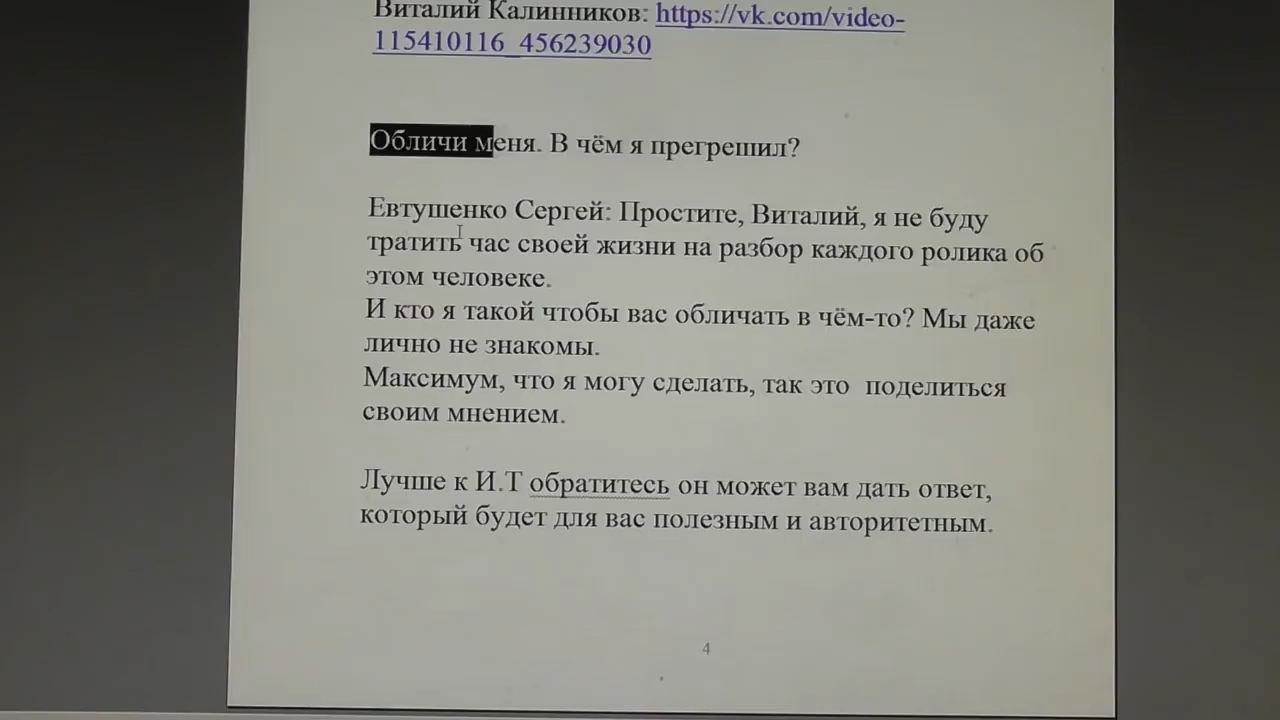 Виталий Калинников: https://vk.com/video-
115410116_456239030
Обличи меня. В чём я прегрешил?
Евтушенко Сергей: Простите, Виталий, я не буду
тратить час своей жизни на разбор каждого ролика об
этом человеке.
И кто я такой чтобы вас обличать в чём-то? Мы даже
лично не знакомы.
Максимум, что я могу сделать, так это  поделиться
своим мнением.
Лучше к И.Т обратитесь он может вам дать ответ,
который будет для вас полезным и авторитетным.
4